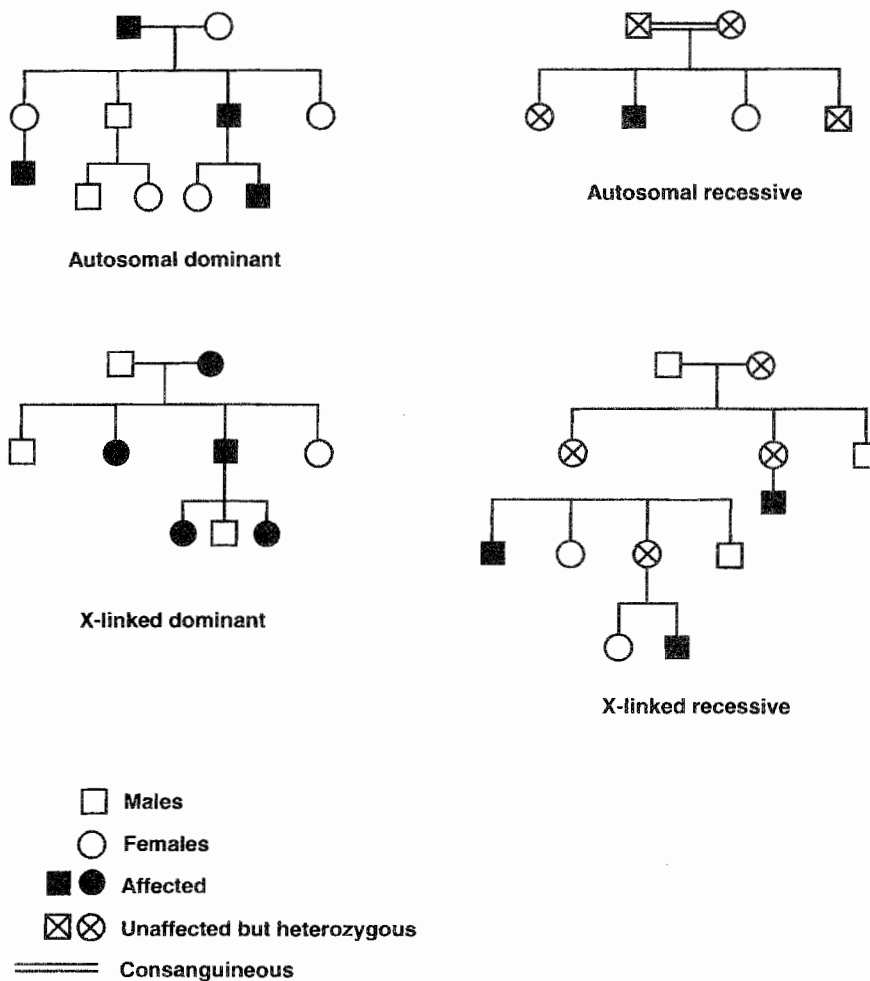 Autosomal dominant
Autosomal recessive
X-linked dominant
X-linked recessive
Males
Females
Affected
Unaffected but heterozygous
Consanguineous